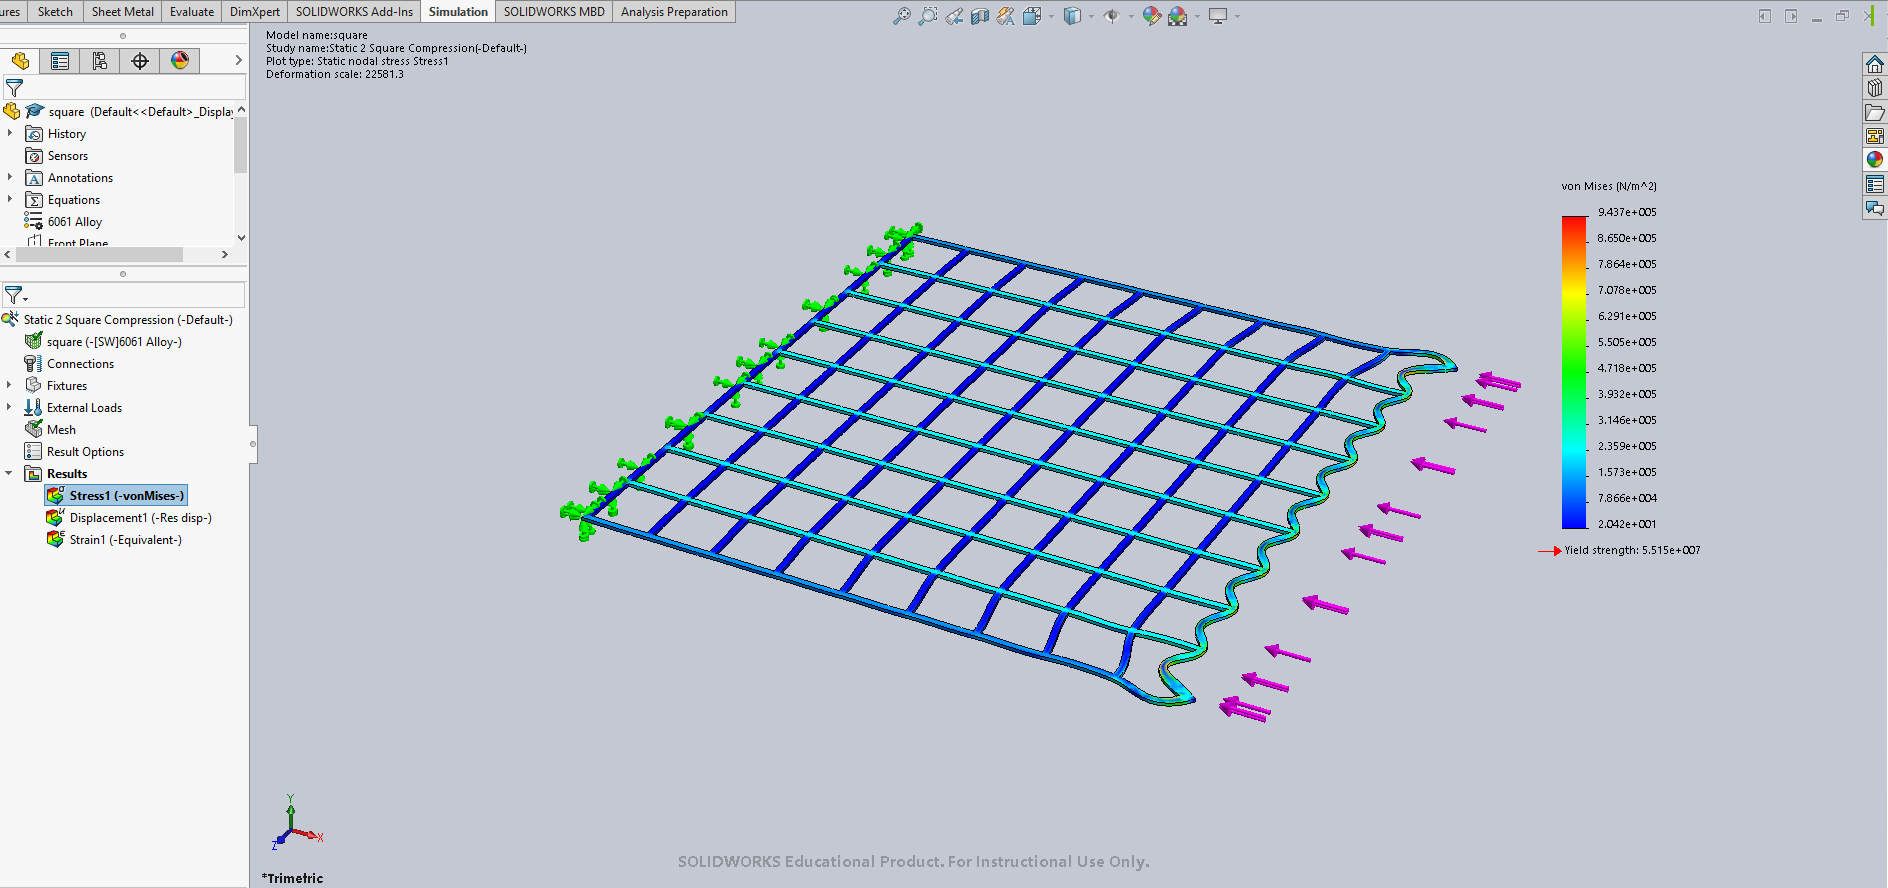 ures Sketch Sheet Metal Evaluate DimXpert SOLIDWORKS Add-Ins Simulation SOLIDWORKS MBD Analysis Preparation
Model name:square
Study name:Static 2 Square Compression(-Default-)
Plot type: Static nodal stress Stress1
Deformation scale: 22581.3
square (Default<<Default>_Display
History
Sensors
Annotations
Equations
6061 Alloy
Front Plane
Static 2 Square Compression (-Default-)
square (-[SW]6061 Alloy-)
Connections
Fixtures
External Loads
Mesh
Result Options
Results
Stress1 (-vonMises-)
Displacement1 (-Res disp-)
Strain1 (-Equivalent-)
von Mises (N/m^2)
9.437e+005
8.650e+005
7.864e+005
7.078e+005
6.291e+005
5.505e+005
4.718e+005
3.932e+005
3.146e+005
2.359e+005
1.573e+005
7.866e+004
2.042e+001
Yield strength: 5.515e+007
Y
X
Z
SOLIDWORKS Educational Product. For Instructional Use Only.
*Trimetric